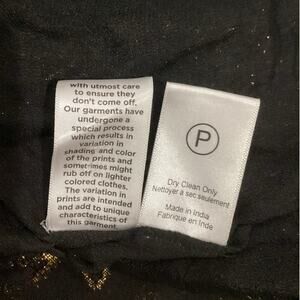 with utmost care
to ensure they
don't come off.
Our garments have
undergone a
special process
which results in
variation in
shading and color
of the prints and
sometimes might
rub off on lighter
colored clothes.
The variation in
prints are intended
and add to unique
characteristics of
this garment.
P
Dry Clean Only
Nettoyer à sec seulement
Made in India
Fabrique en Inde